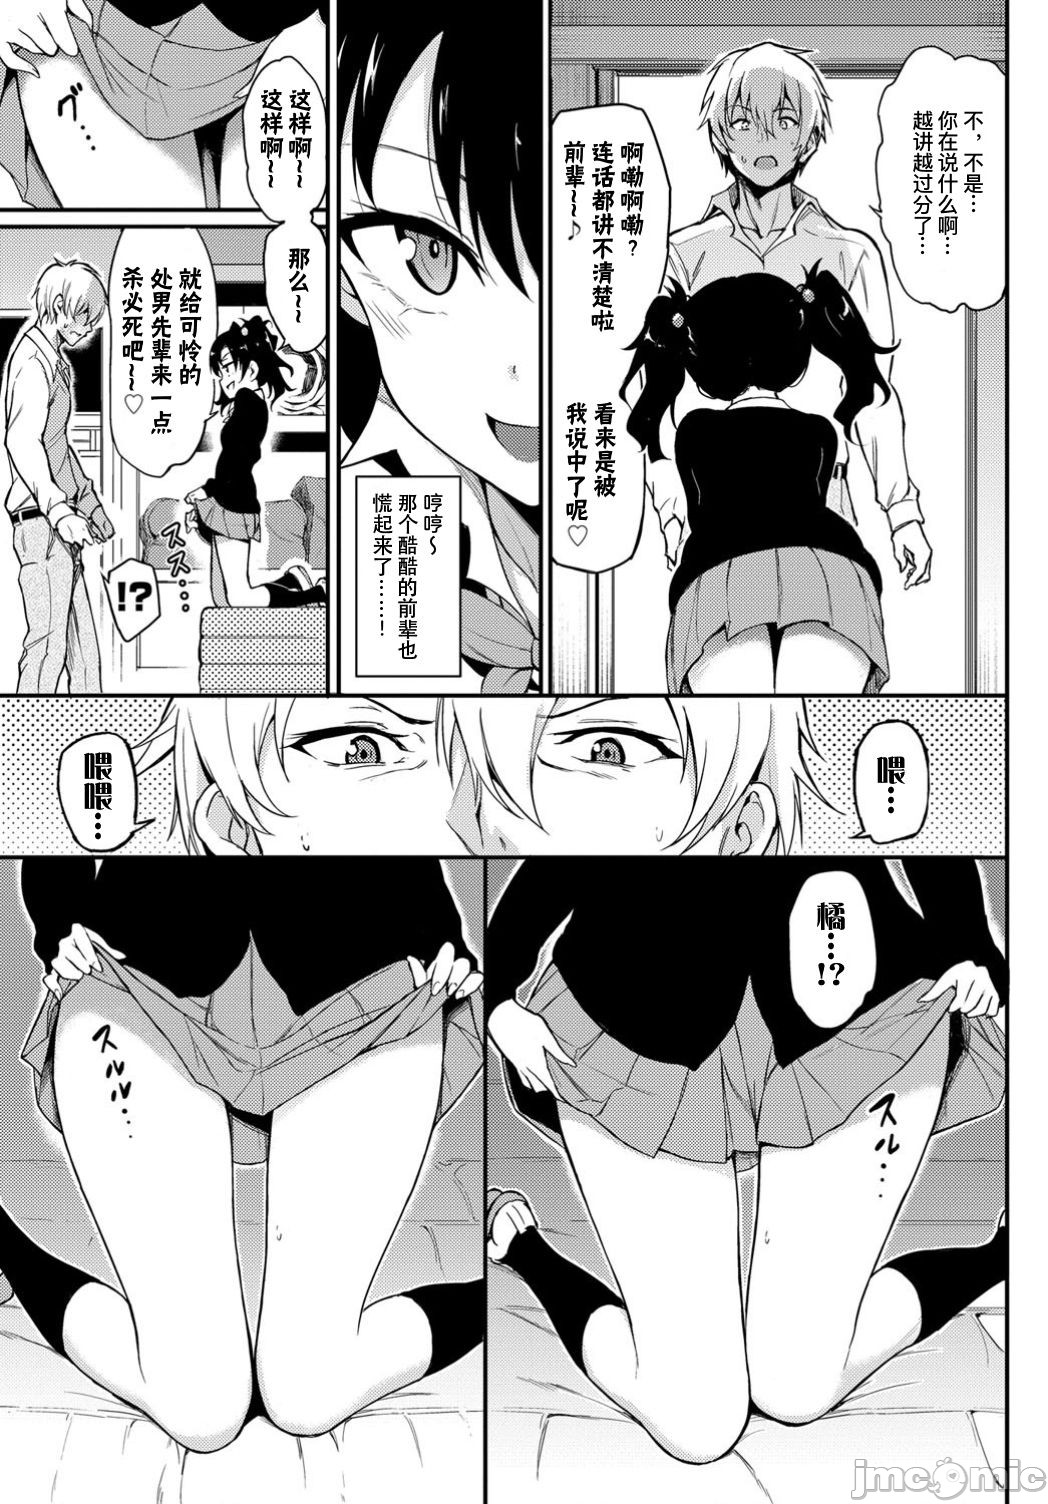 不，不是…
你在说什么啊…
越讲越过分了…
啊嘞啊嘞？
连话都讲不清楚啦
前辈～♪
看来是被
我说中了呢♡
哼哼～
那个酷酷的前辈也
慌起来了……！
グ…
这样啊～
这样啊～
那么～
就给可怜的
处男先辈来一点
杀必死吧～♡
スス…
!?
喂…
喂喂…
橘…!?
スル…
スルル…
jmcomic